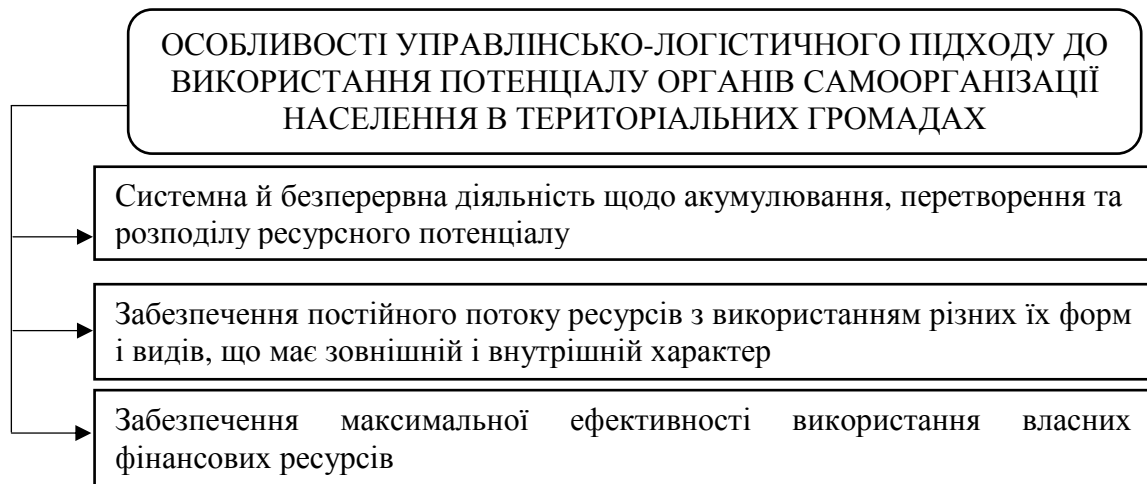 ОСОБЛИВОСТІ УПРАВЛІНСЬКО-ЛОГІСТИЧНОГО ПІДХОДУ ДО
ВИКОРИСТАННЯ ПОТЕНЦІАЛУ ОРГАНІВ САМООРГАНІЗАЦІЇ
НАСЕЛЕННЯ В ТЕРИТОРІАЛЬНИХ ГРОМАДАХ
Системна й безперервна діяльність щодо акумулювання, перетворення та
розподілу ресурсного потенціалу
Забезпечення постійного потоку ресурсів з використанням різних їх форм
і видів, що має зовнішній і внутрішній характер
Забезпечення максимальної ефективності використання власних
фінансових ресурсів